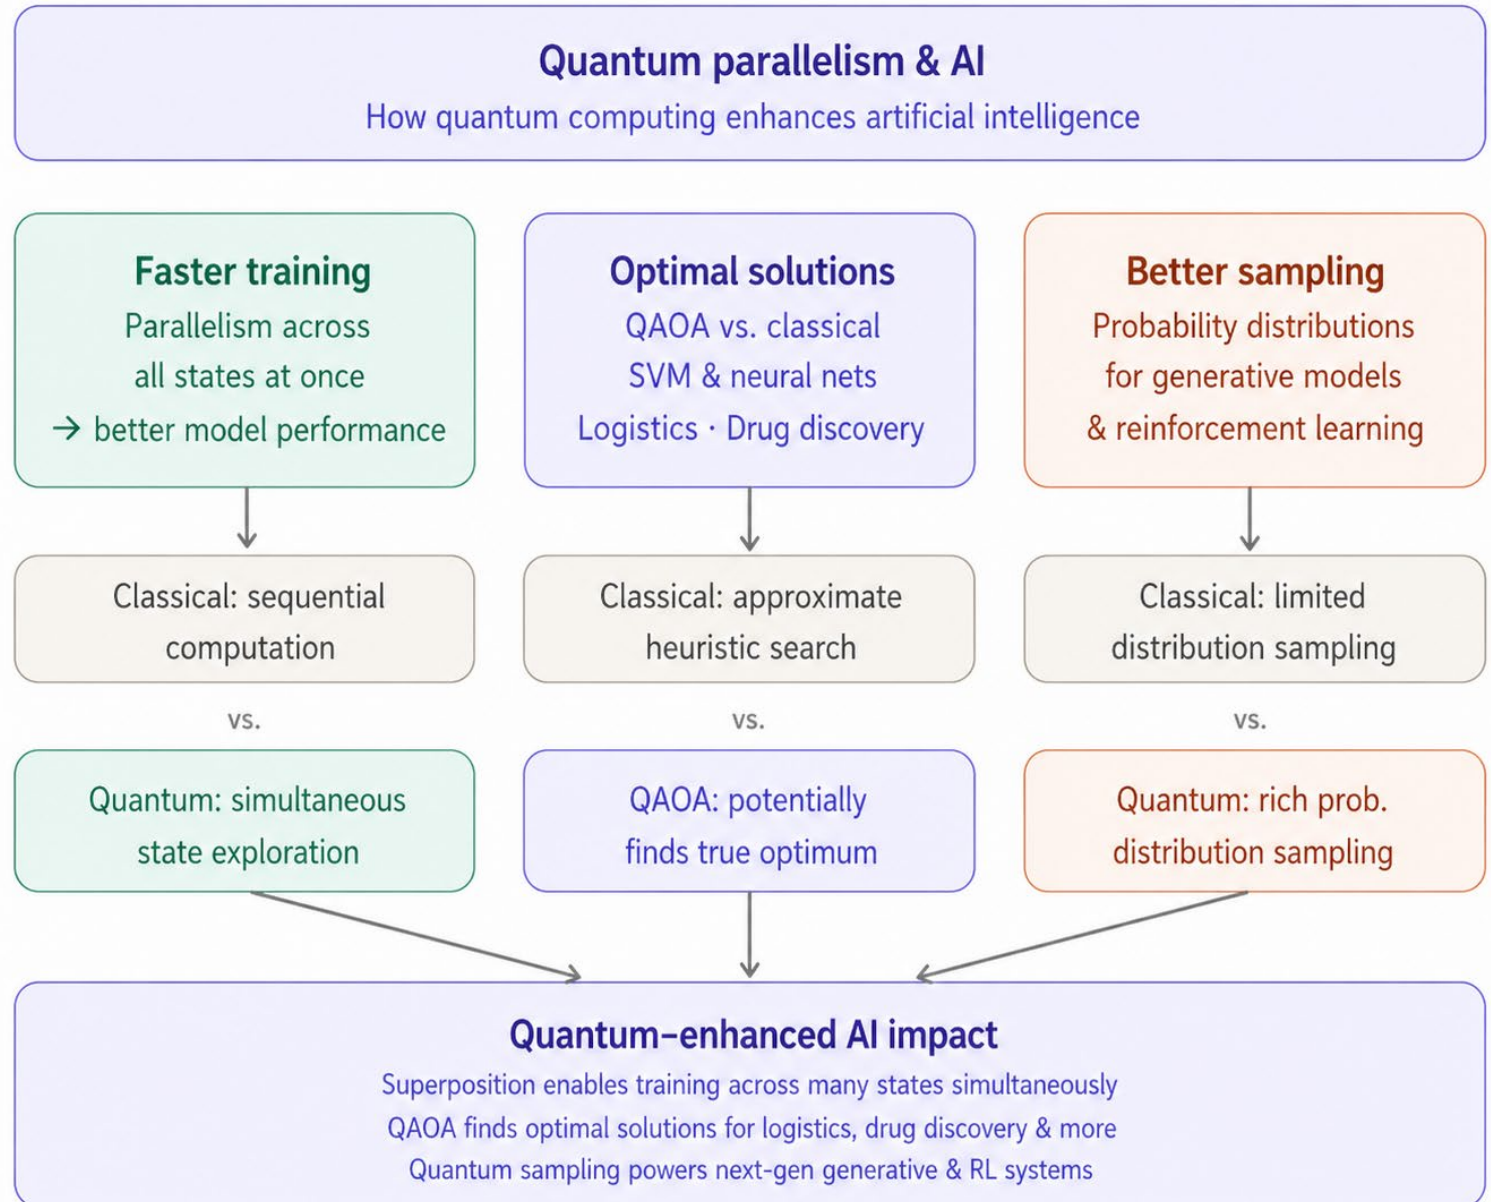 Quantum parallelism & AI
How quantum computing enhances artificial intelligence
Faster training
Parallelism across
all states at once
→ better model performance
Optimal solutions
QAOA vs. classical
SVM & neural nets
Logistics · Drug discovery
Better sampling
Probability distributions
for generative models
& reinforcement learning
Classical: sequential
computation
Classical: approximate
heuristic search
Classical: limited
distribution sampling
vs.
vs.
vs.
Quantum: simultaneous
state exploration
QAOA: potentially
finds true optimum
Quantum: rich prob.
distribution sampling
Quantum-enhanced AI impact
Superposition enables training across many states simultaneously
QAOA finds optimal solutions for logistics, drug discovery & more
Quantum sampling powers next-gen generative & RL systems